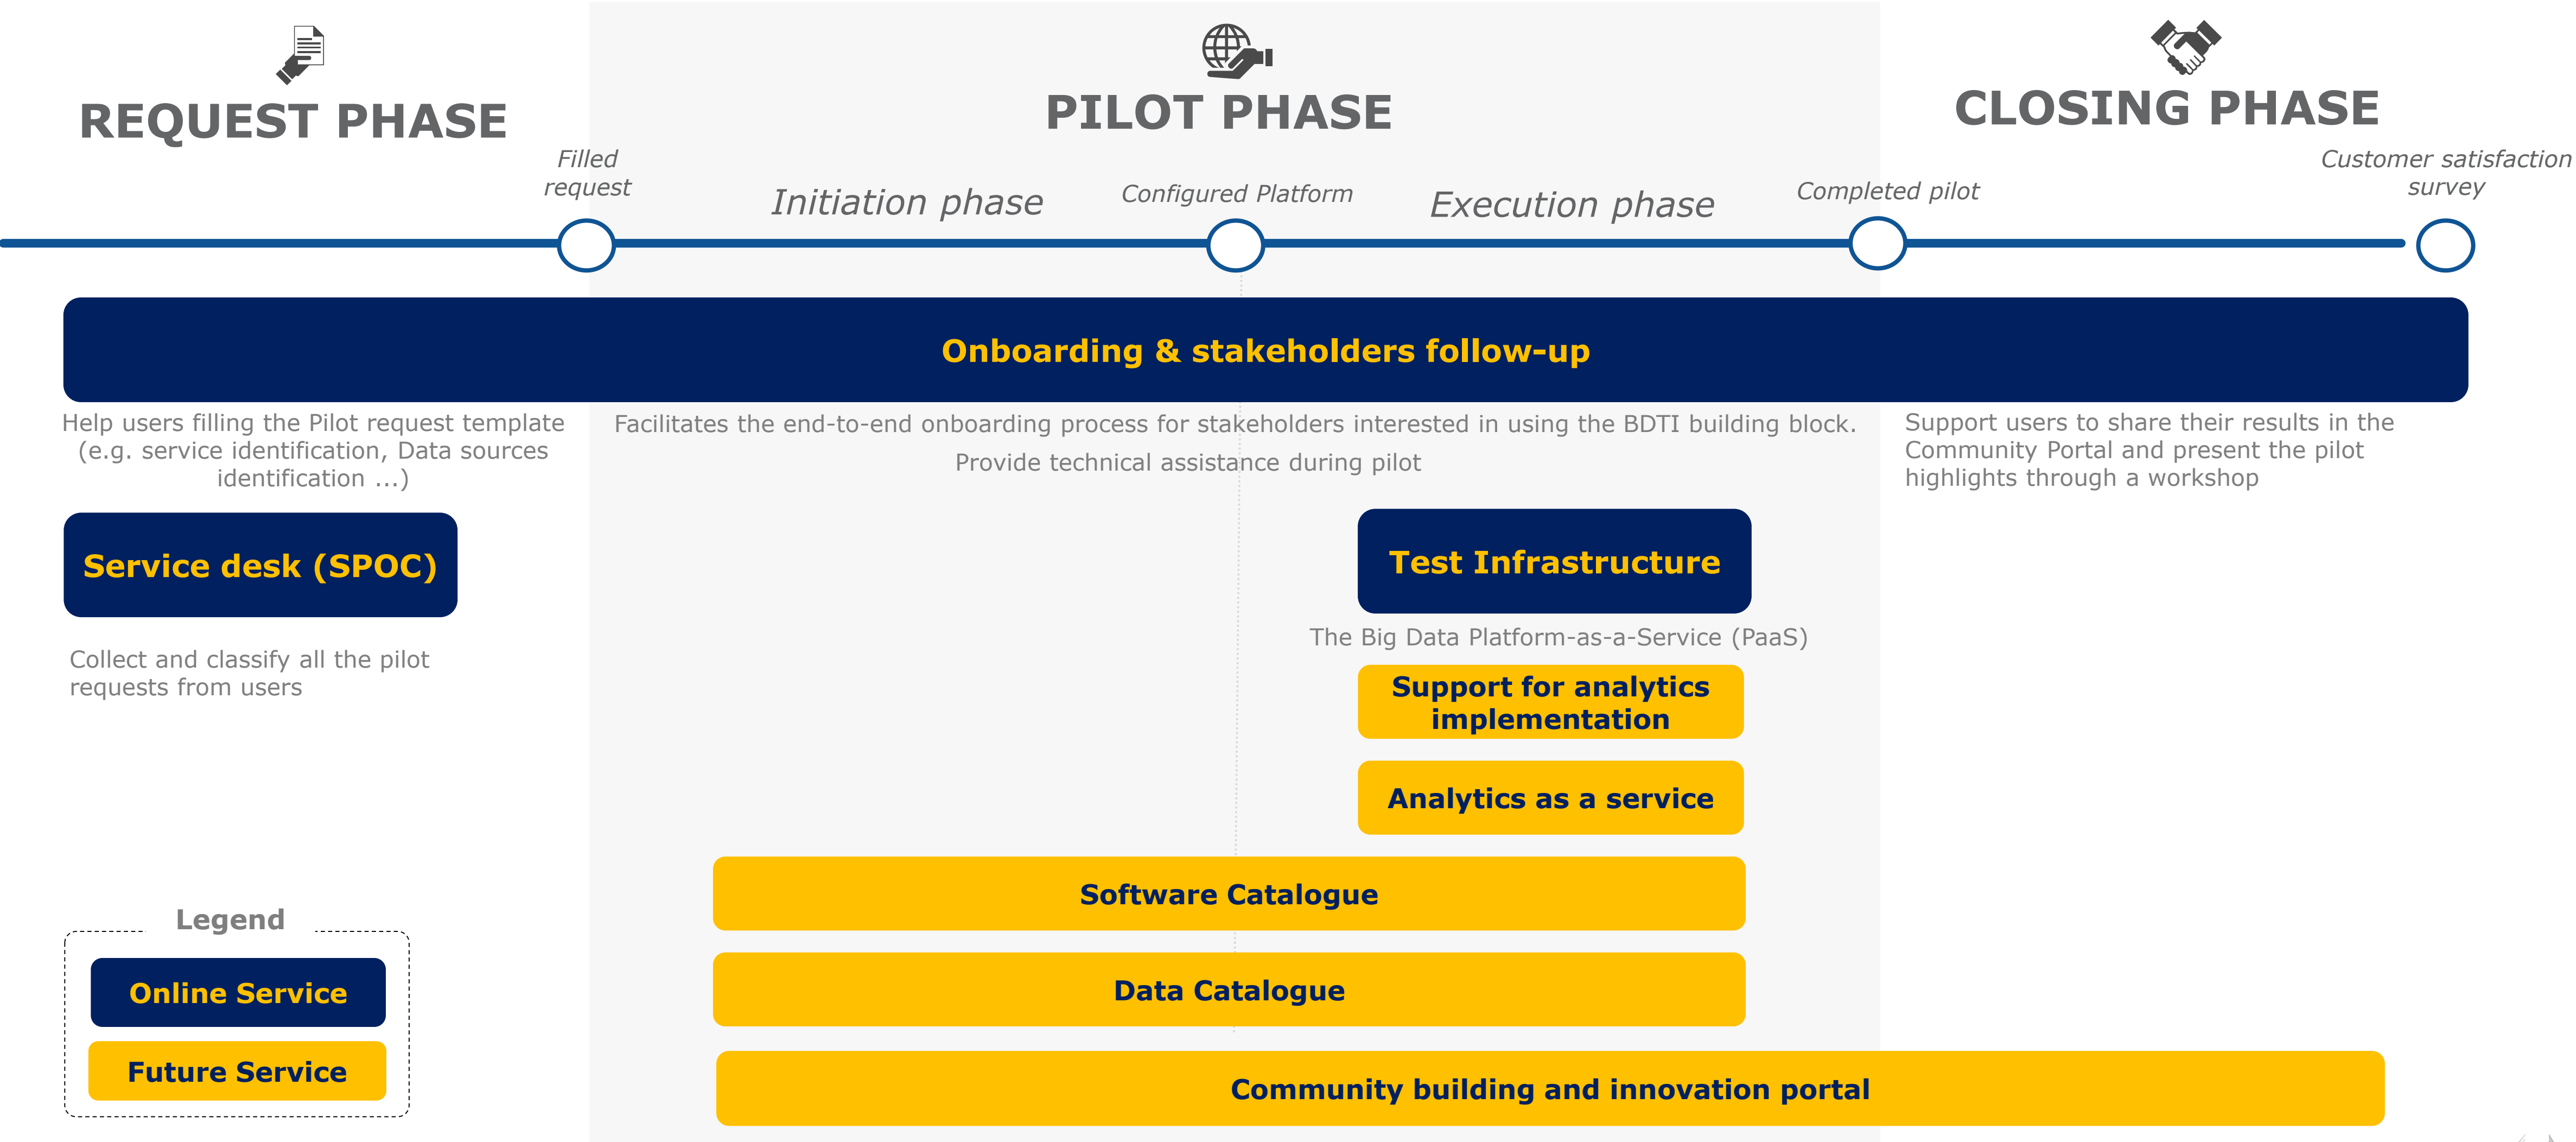 REQUEST PHASE
PILOT PHASE
CLOSING PHASE
Filled
request
Initiation phase
Configured Platform
Execution phase
Completed pilot
Customer satisfaction
survey
Onboarding & stakeholders follow-up
Help users filling the Pilot request template
(e.g. service identification, Data sources
identification ...)
Facilitates the end-to-end onboarding process for stakeholders interested in using the BDTI building block.
Provide technical assistance during pilot
Support users to share their results in the
Community Portal and present the pilot
highlights through a workshop
Service desk (SPOC)
Collect and classify all the pilot
requests from users
Test Infrastructure
The Big Data Platform-as-a-Service (PaaS)
Support for analytics
implementation
Analytics as a service
Software Catalogue
Data Catalogue
Community building and innovation portal
Legend
Online Service
Future Service